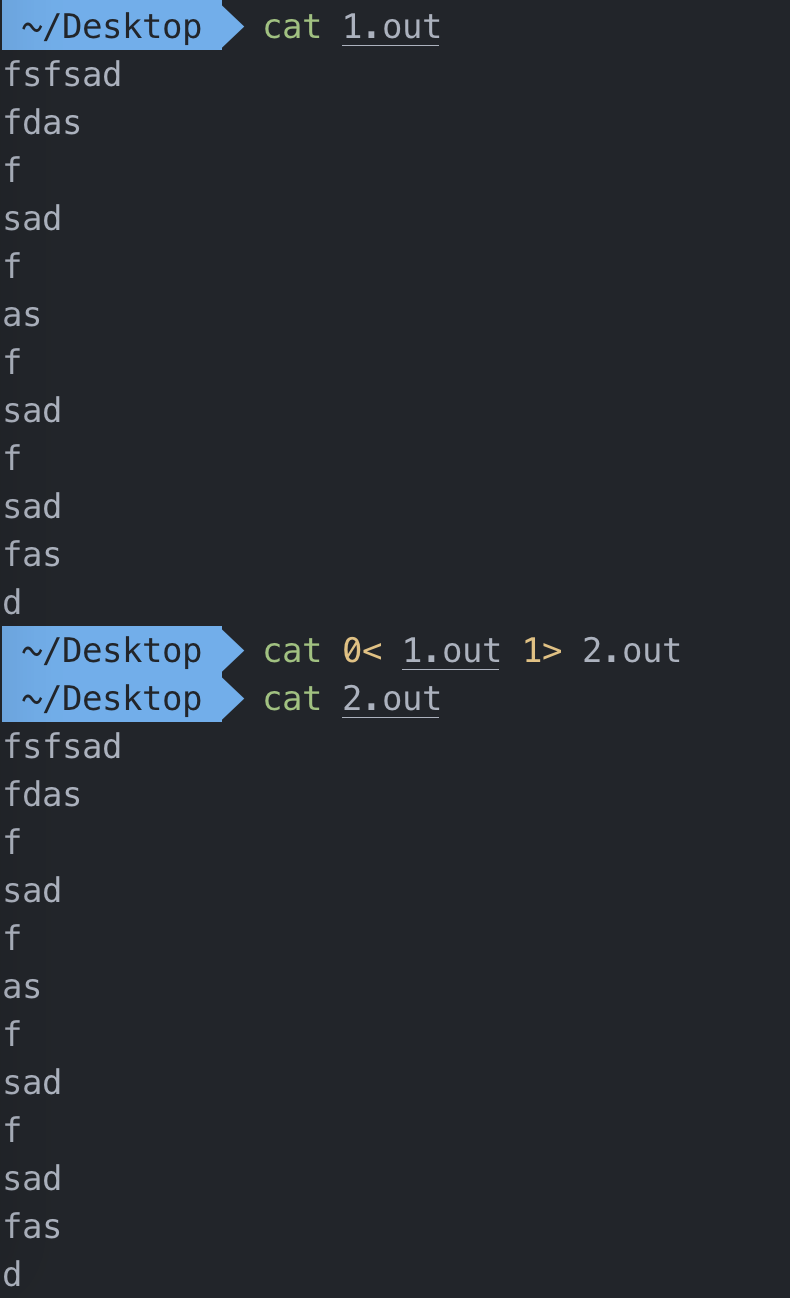 ~/Desktop cat 1.out
fsfsad
fdas
f
sad
f
as
f
sad
f
sad
fas
d
~/Desktop cat 0< 1.out 1> 2.out
~/Desktop cat 2.out
fsfsad
fdas
f
sad
f
as
f
sad
f
sad
fas
d